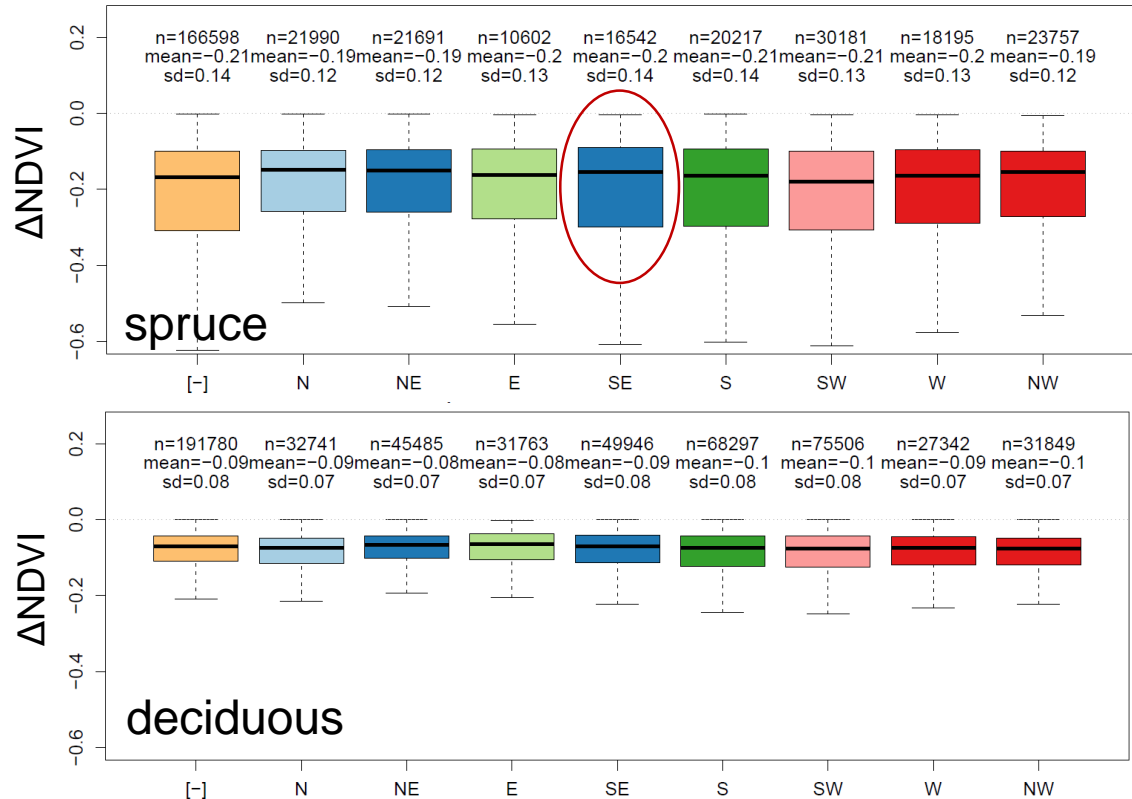 n=166598 n=21990 n=21691 n=10602 n=16542 n=20217 n=30181 n=18195 n=23757
mean=−0.21 mean=−0.19 mean=−0.19 mean=−0.2 mean=−0.2 mean=−0.21 mean=−0.21 mean=−0.2 mean=−0.19
sd=0.14 sd=0.12 sd=0.12 sd=0.13 sd=0.14 sd=0.14 sd=0.13 sd=0.13 sd=0.12
0.2
0.0
−0.2
−0.4
−0.6
ΔNDVI
spruce
[−] N NE E SE S SW W NW
n=191780 n=32741 n=45485 n=31763 n=49946 n=68297 n=75506 n=27342 n=31849
mean=−0.09 mean=−0.09 mean=−0.08 mean=−0.08 mean=−0.09 mean=−0.1 mean=−0.1 mean=−0.09 mean=−0.1
sd=0.08 sd=0.07 sd=0.07 sd=0.07 sd=0.08 sd=0.08 sd=0.08 sd=0.07 sd=0.07
0.2
0.0
−0.2
−0.4
−0.6
ΔNDVI
deciduous
[−] N NE E SE S SW W NW